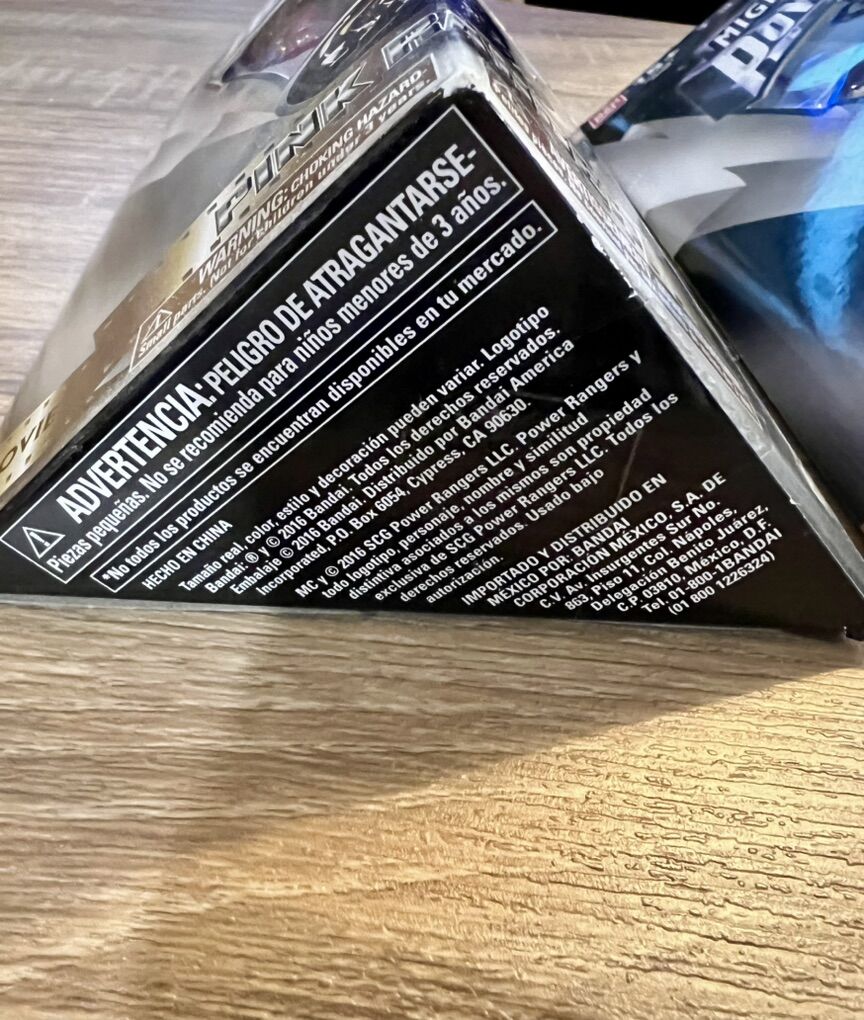 PINK
WARNING: CHOKING HAZARD-
Small parts. Not for Children under 3 years.
OVIE
ADVERTENCIA: PELIGRO DE ATRAGANTARSE-
Piezas pequeñas. No se recomienda para niños menores de 3 años.
*No todos los productos se encuentran disponibles en tu mercado.
HECHO EN CHINA
Tamaño real, color, estilo y decoración pueden variar. Logotipo
Bandai: ® y © 2016 Bandai. Todos los derechos reservados.
Embalaje © 2016 Bandai. Distribuido por Bandai America
Incorporated, P.O. Box 6054, Cypress, CA 90630.
MC y © 2016 SCG Power Rangers LLC. Power Rangers y
todo logotipo, personaje, nombre y similitud
distintiva asociados a los mismos son propiedad
exclusiva de SCG Power Rangers LLC. Todos los
derechos reservados. Usado bajo
autorización.
IMPORTADO Y DISTRIBUIDO EN
MÉXICO POR: BANDAI
CORPORACIÓN MÉXICO, S.A. DE
C.V. Av. Insurgentes Sur No.
863, Piso 11, Col. Nápoles,
Delegación Benito Juárez,
C.P. 03810, México, D.F.
Tel. 01-800-1BANDAI
(01 800 1226324)
MIG
Pow